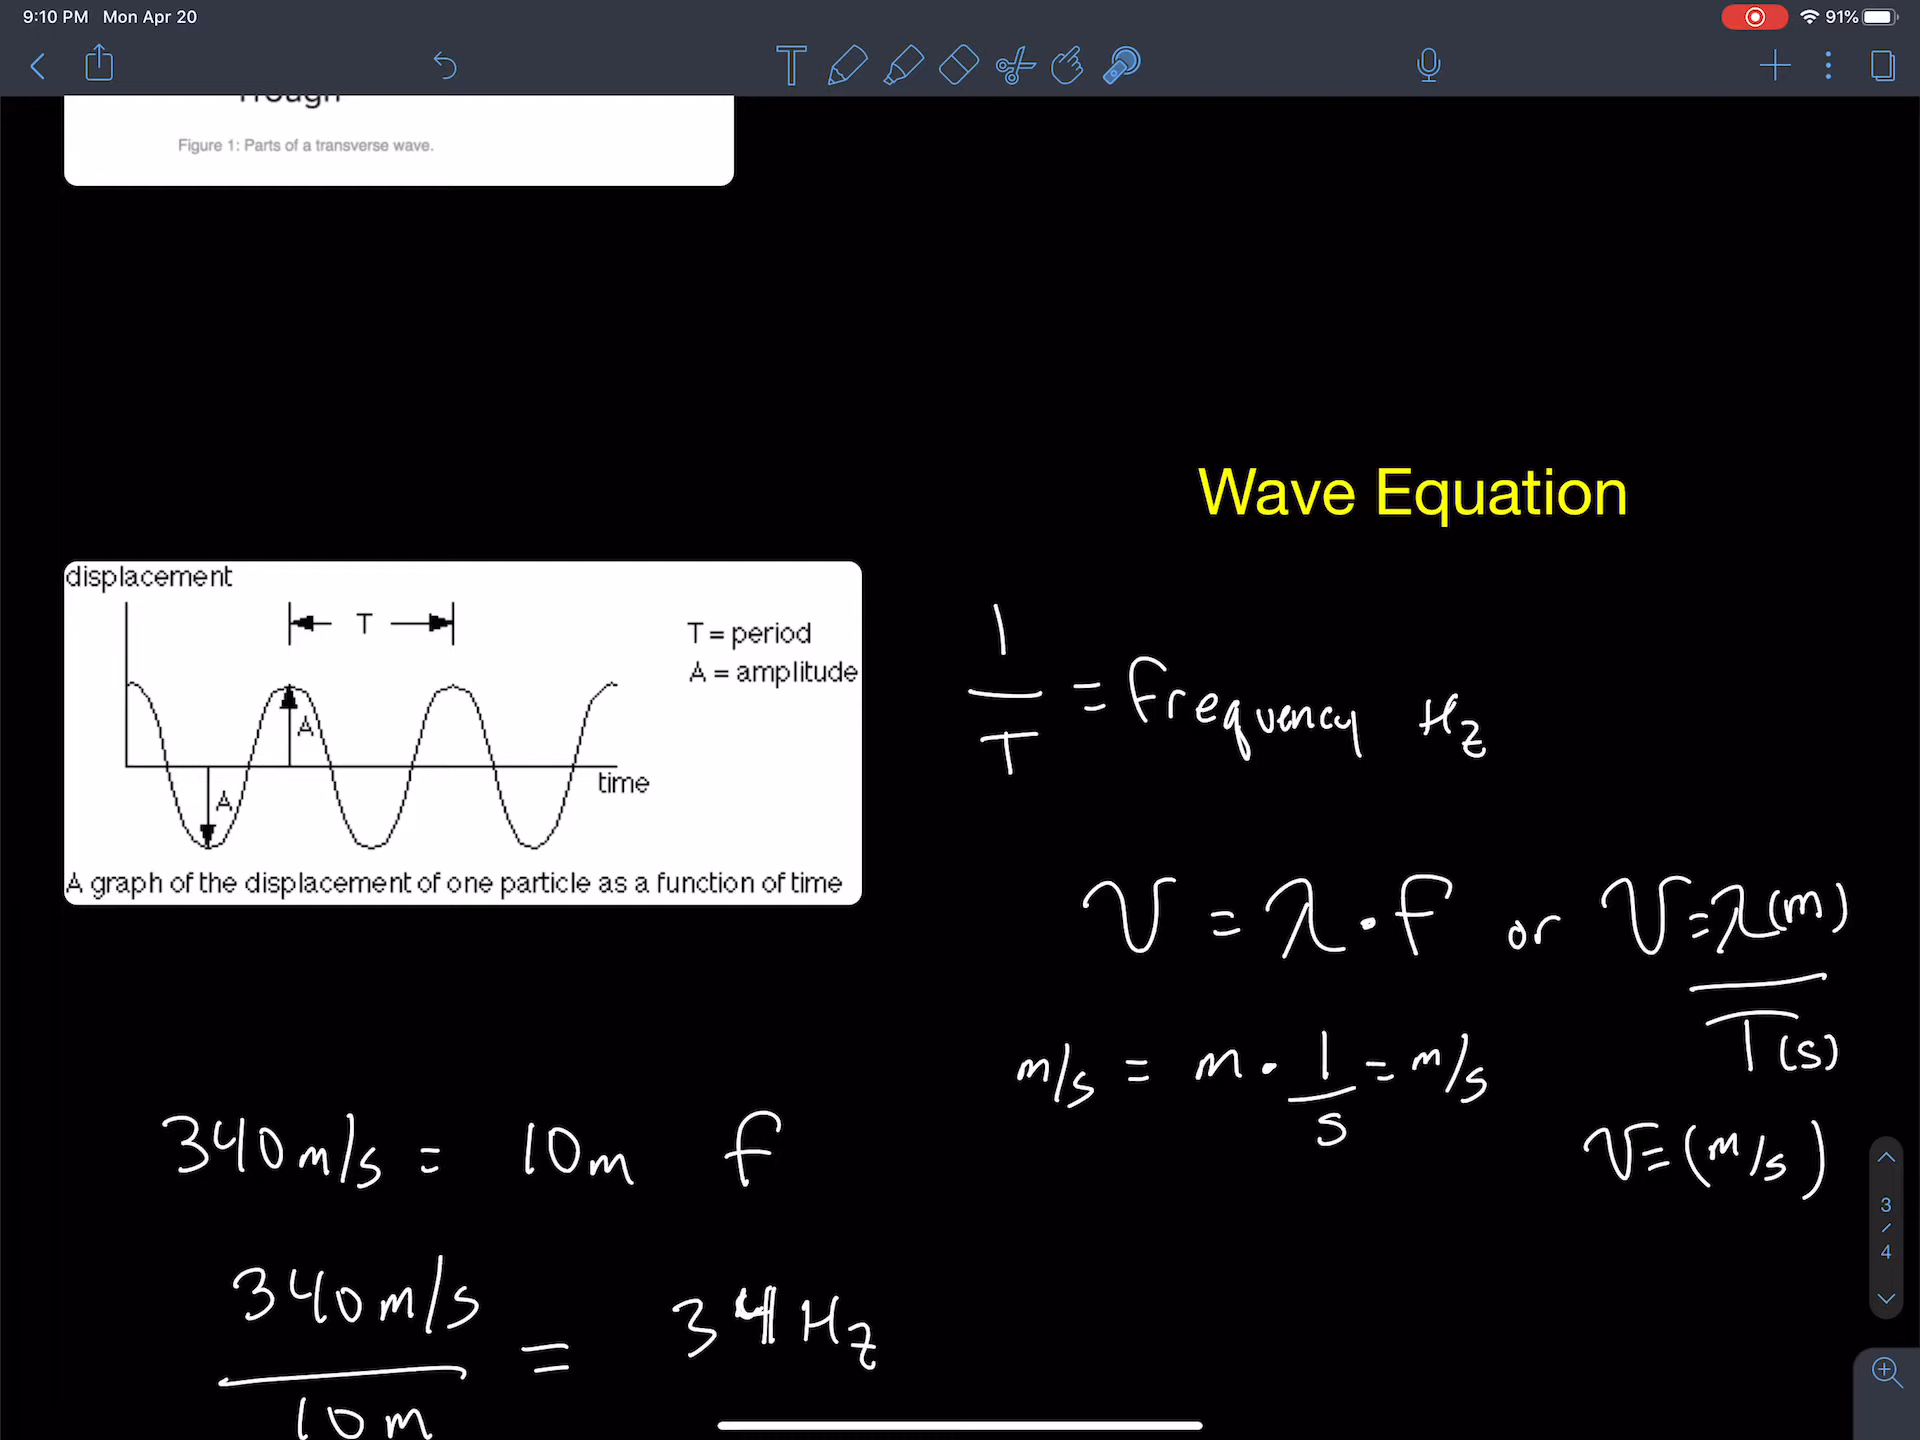 9:10 PM Mon Apr 20
91%
Figure 1: Parts of a transverse wave.
Wave Equation
displacement
T
T = period
A = amplitude
A
A
time
A graph of the displacement of one particle as a function of time
1
T
= Frequency Hz
V = λ · f or V = λ(m)
T(s)
m/s = m · 1 = m/s
s
V = (m/s)
340 m/s = 10m f
340 m/s
10m
= 34 Hz
3
/
4